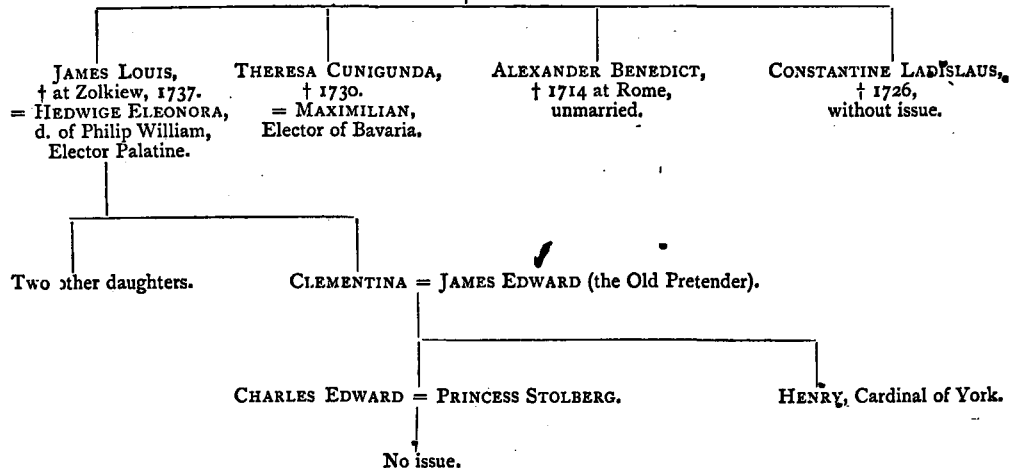 JAMES LOUIS,
† at Zolkiew, 1737.
= HEDWIGE ELEONORA,
d. of Philip William,
Elector Palatine.
THERESA CUNIGUNDA,
† 1730.
= MAXIMILIAN,
Elector of Bavaria.
ALEXANDER BENEDICT,
† 1714 at Rome,
unmarried.
CONSTANTINE LADISLAUS,
† 1726,
without issue.
Two other daughters.
CLEMENTINA = JAMES EDWARD (the Old Pretender).
CHARLES EDWARD = PRINCESS STOLBERG.
HENRY, Cardinal of York.
No issue.